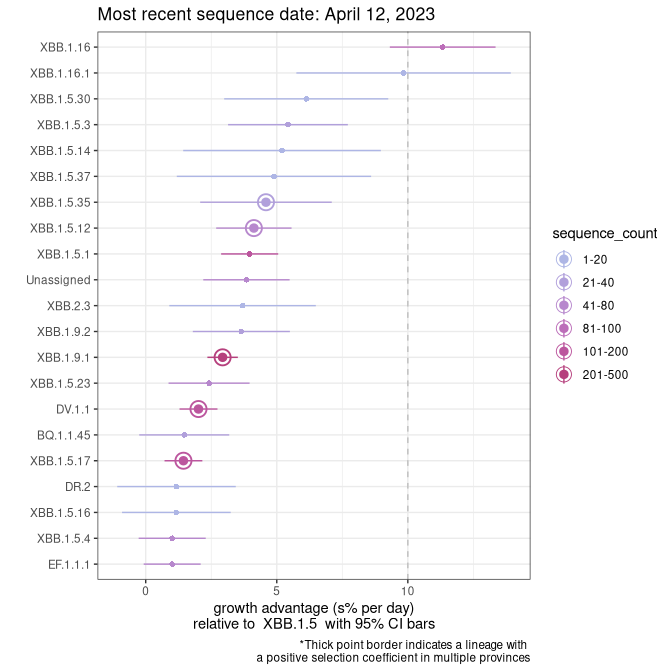 Most recent sequence date: April 12, 2023
XBB.1.16
XBB.1.16.1
XBB.1.5.30
XBB.1.5.3
XBB.1.5.14
XBB.1.5.37
XBB.1.5.35
XBB.1.5.12
XBB.1.5.1
Unassigned
XBB.2.3
XBB.1.9.2
XBB.1.9.1
XBB.1.5.23
DV.1.1
BQ.1.1.45
XBB.1.5.17
DR.2
XBB.1.5.16
XBB.1.5.4
EF.1.1.1
0 5 10
growth advantage (s% per day)
relative to XBB.1.5 with 95% CI bars
*Thick point border indicates a lineage with
a positive selection coefficient in multiple provinces
sequence_count
1-20
21-40
41-80
81-100
101-200
201-500